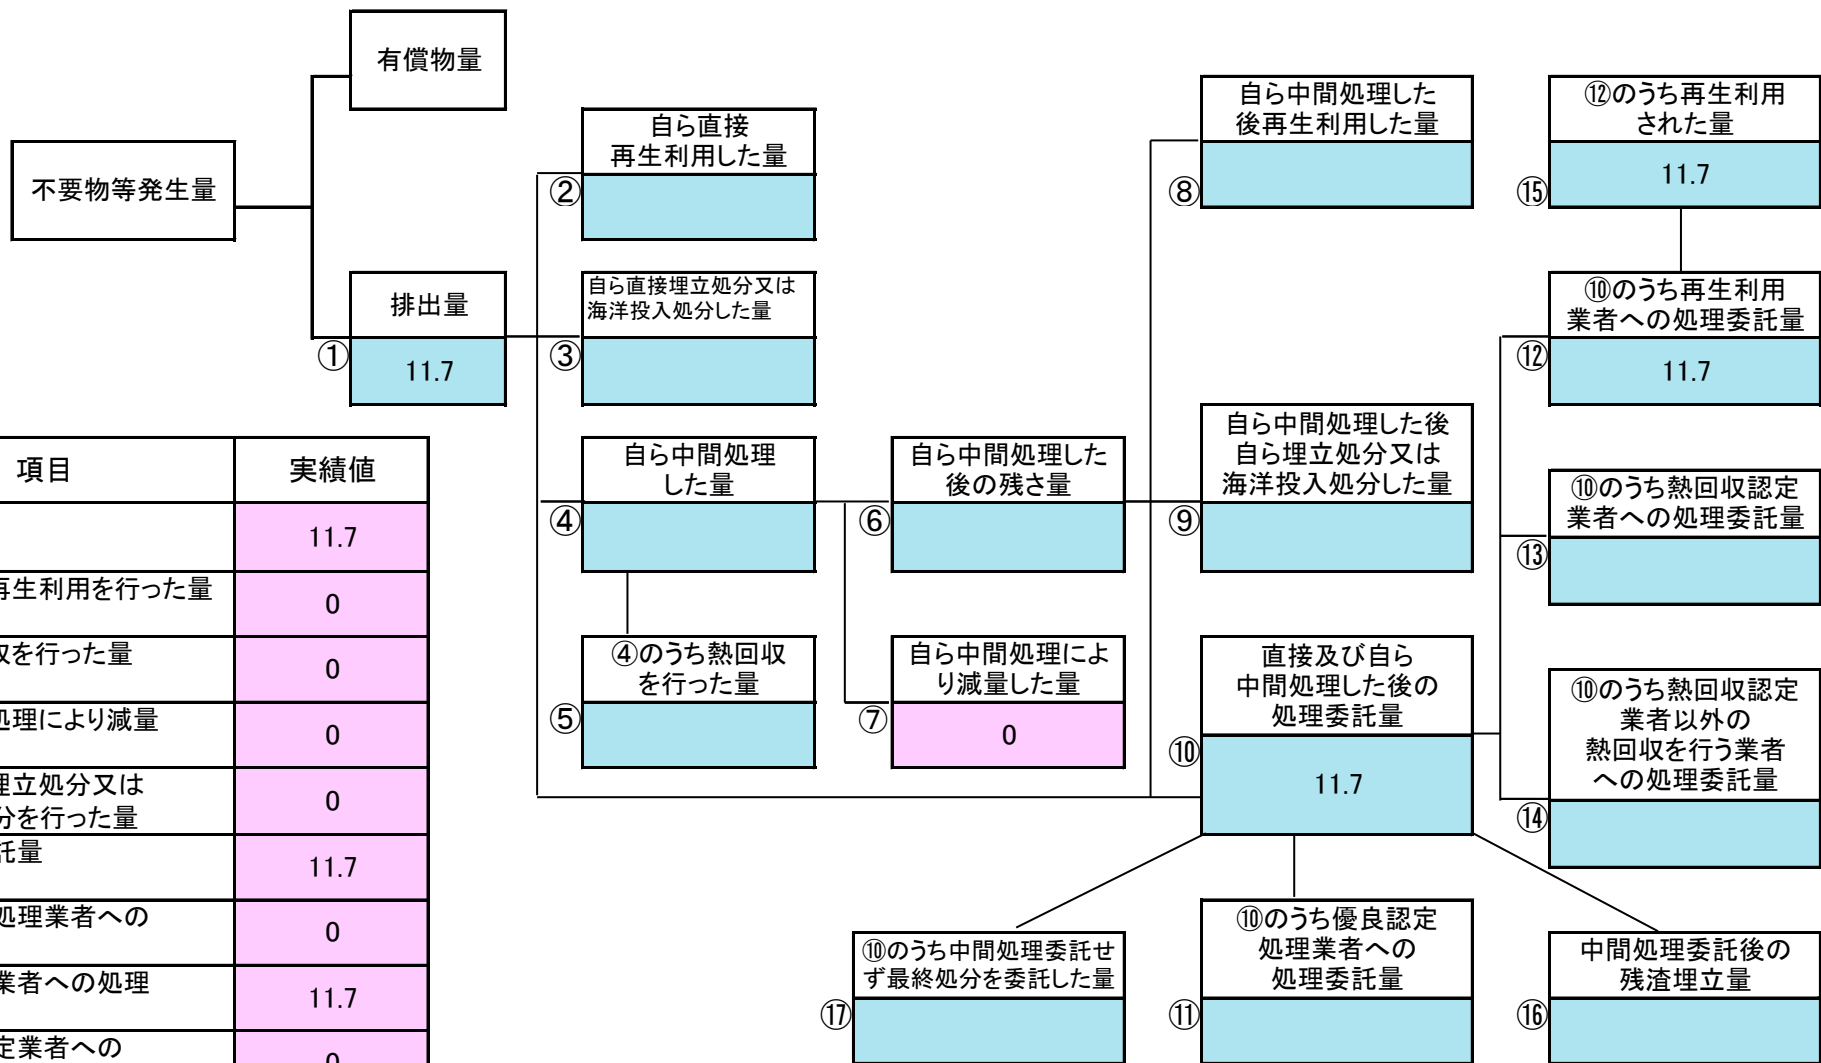 有償物量
不要物等発生量
排出量
①
11.7
自ら直接
再生利用した量
②
自ら直接埋立処分又は
海洋投入処分した量
③
自ら中間処理
した量
④
④のうち熱回収
を行った量
⑤
自ら中間処理した
後の残さ量
⑥
自ら中間処理によ
り減量した量
⑦
0
自ら中間処理した
後再生利用した量
⑧
自ら中間処理した後
自ら埋立処分又は
海洋投入処分した量
⑨
直接及び自ら
中間処理した後の
処理委託量
⑩
11.7
⑫のうち再生利用
された量
⑮
11.7
⑩のうち再生利用
業者への処理委託量
⑫
11.7
⑩のうち熱回収認定
業者への処理委託量
⑬
⑩のうち熱回収認定
業者以外の
熱回収を行う業者
への処理委託量
⑭
⑩のうち中間処理委託せ
ず最終処分を委託した量
⑰
⑩のうち優良認定
処理業者への
処理委託量
⑪
中間処理委託後の
残渣埋立量
⑯
項目 実績値
11.7
再生利用を行った量 0
を行った量 0
処理により減量 0
埋立処分又は
分を行った量 0
託量 11.7
処理業者への 0
業者への処理 11.7
定業者への 0